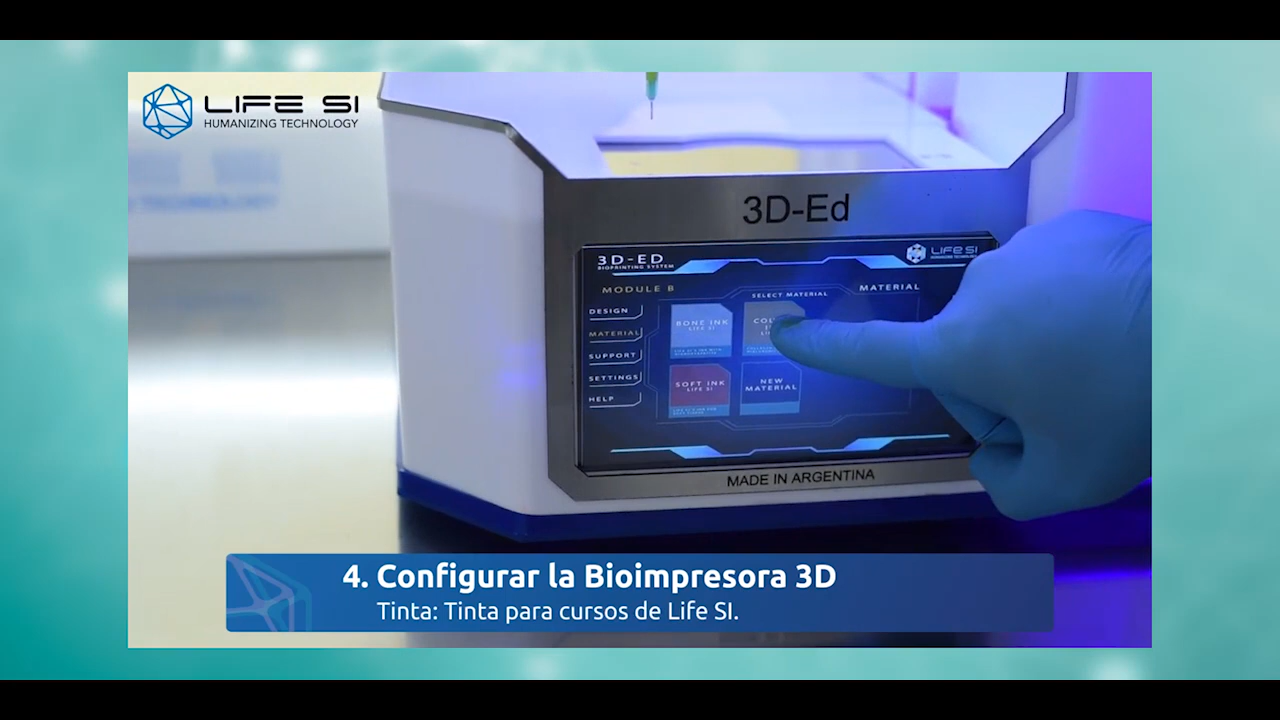 LIFE SI
HUMANIZING TECHNOLOGY
3D-Ed
3D-ED
BIOPRINTING SYSTEM
LIFE SI
HUMANIZING TECHNOLOGY
MODULE B
SELECT MATERIAL
MATERIAL
DESIGN
MATERIAL
SUPPORT
SETTINGS
HELP
BONE INK
LIFE SI
SOFT INK
LIFE SI
NEW
MATERIAL
MADE IN ARGENTINA
4. Configurar la Bioimpresora 3D
Tinta: Tinta para cursos de Life SI.